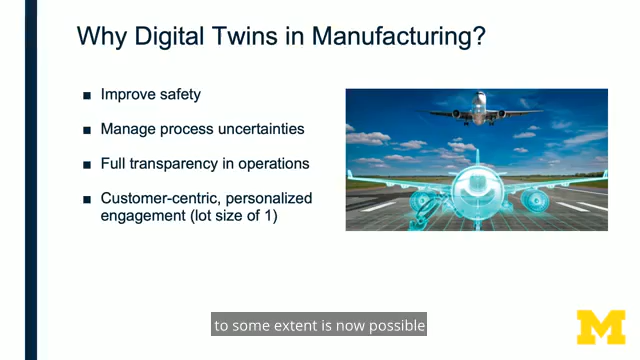 Why Digital Twins in Manufacturing?
■ Improve safety
■ Manage process uncertainties
■ Full transparency in operations
■ Customer-centric, personalized
engagement (lot size of 1)
to some extent is now possible
M